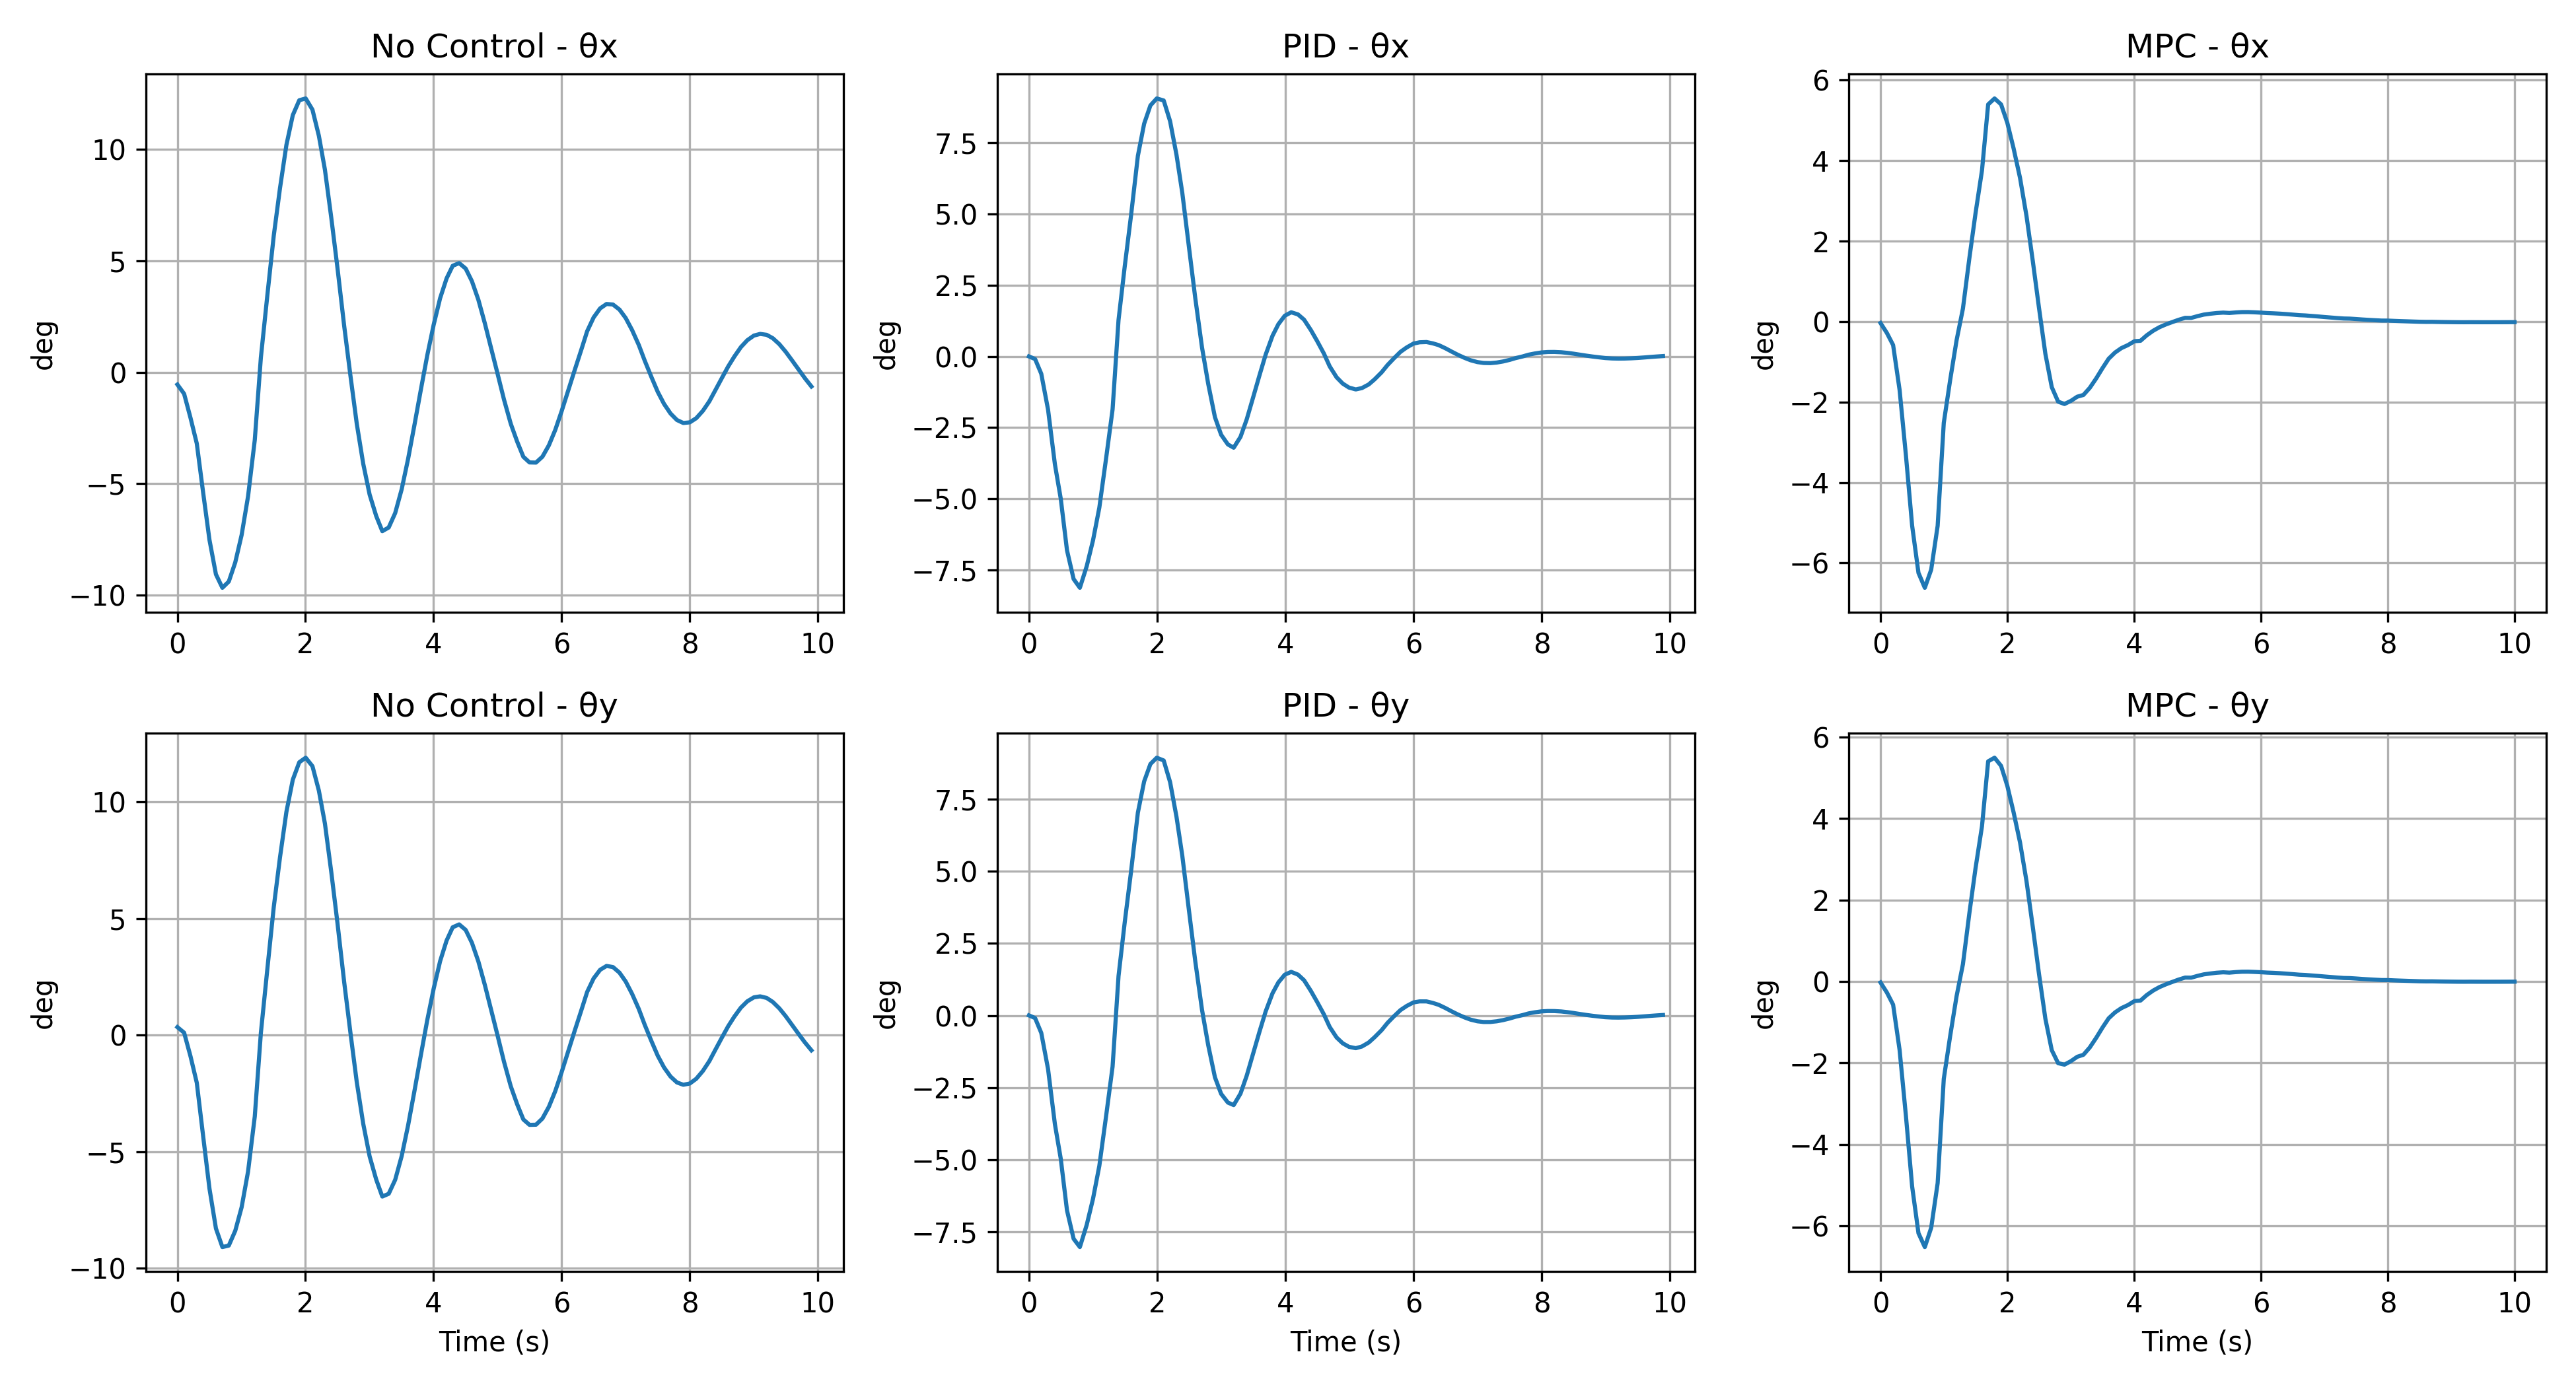 No Control - θx
10
5
0
−5
−10
deg
0 2 4 6 8 10
PID - θx
7.5
5.0
2.5
0.0
−2.5
−5.0
−7.5
deg
0 2 4 6 8 10
MPC - θx
6
4
2
0
−2
−4
−6
deg
0 2 4 6 8 10
No Control - θy
10
5
0
−5
−10
deg
0 2 4 6 8 10
Time (s)
PID - θy
7.5
5.0
2.5
0.0
−2.5
−5.0
−7.5
deg
0 2 4 6 8 10
Time (s)
MPC - θy
6
4
2
0
−2
−4
−6
deg
0 2 4 6 8 10
Time (s)